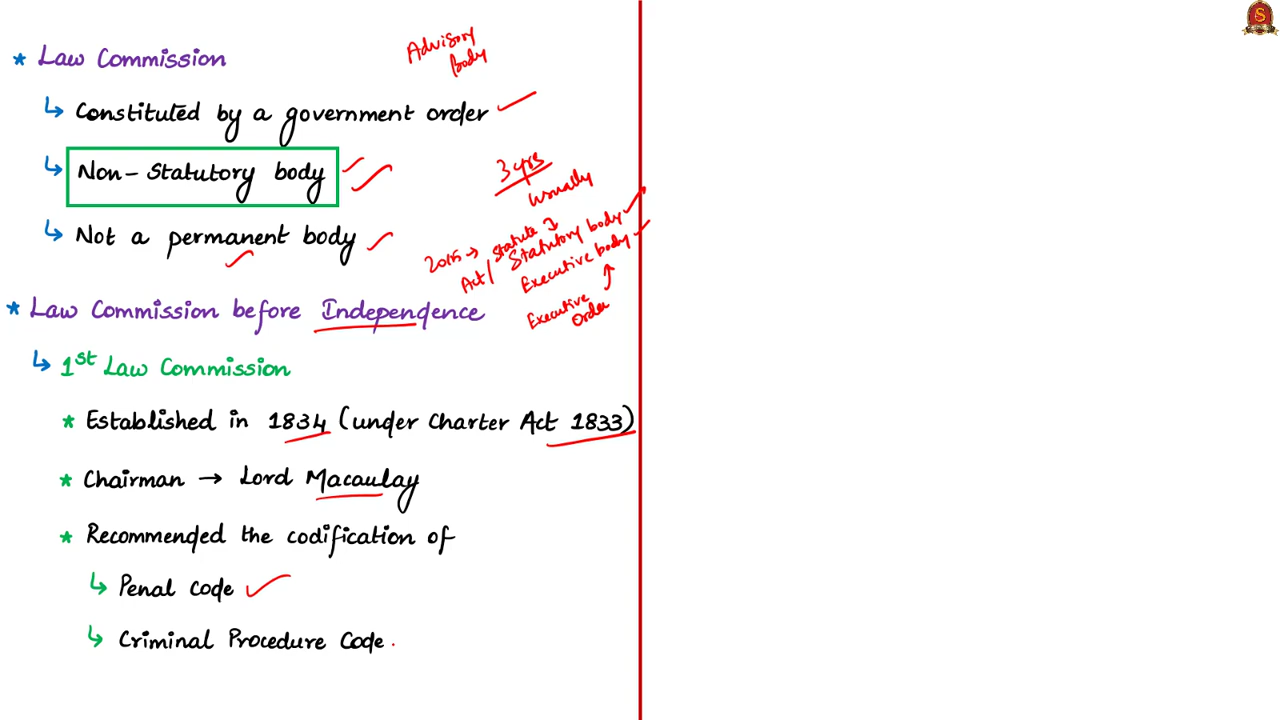 * Law Commission
Advisory
body
↳ Constituted by a government order
↳ Non-Statutory body
3 yrs
usually
↳ Not a permanent body
2015 → Statute
Act/ Statutory body
Executive body
Executive
Order
* Law Commission before Independence
↳ 1st Law Commission
* Established in 1834 (under Charter Act 1833)
* Chairman → Lord Macaulay
* Recommended the codification of
↳ Penal code
↳ Criminal Procedure Code.